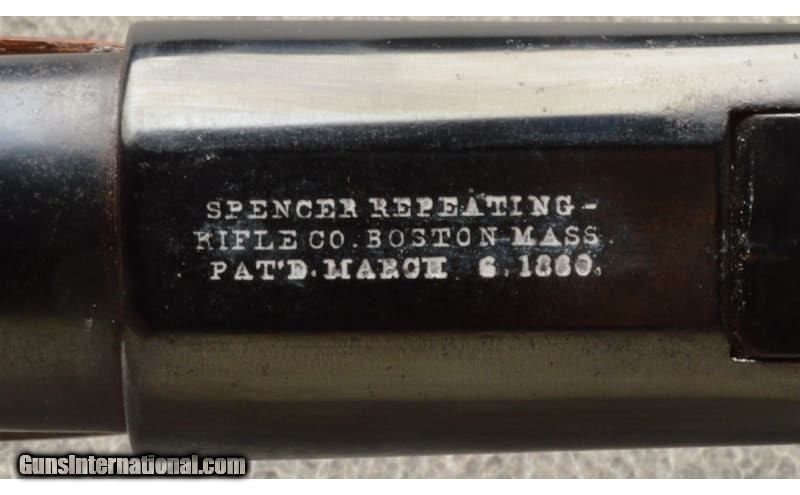 SPENCER REPEATING-
RIFLE CO. BOSTON MASS.
PAT'D. MARCH 6, 1860.
GunsInternational.com